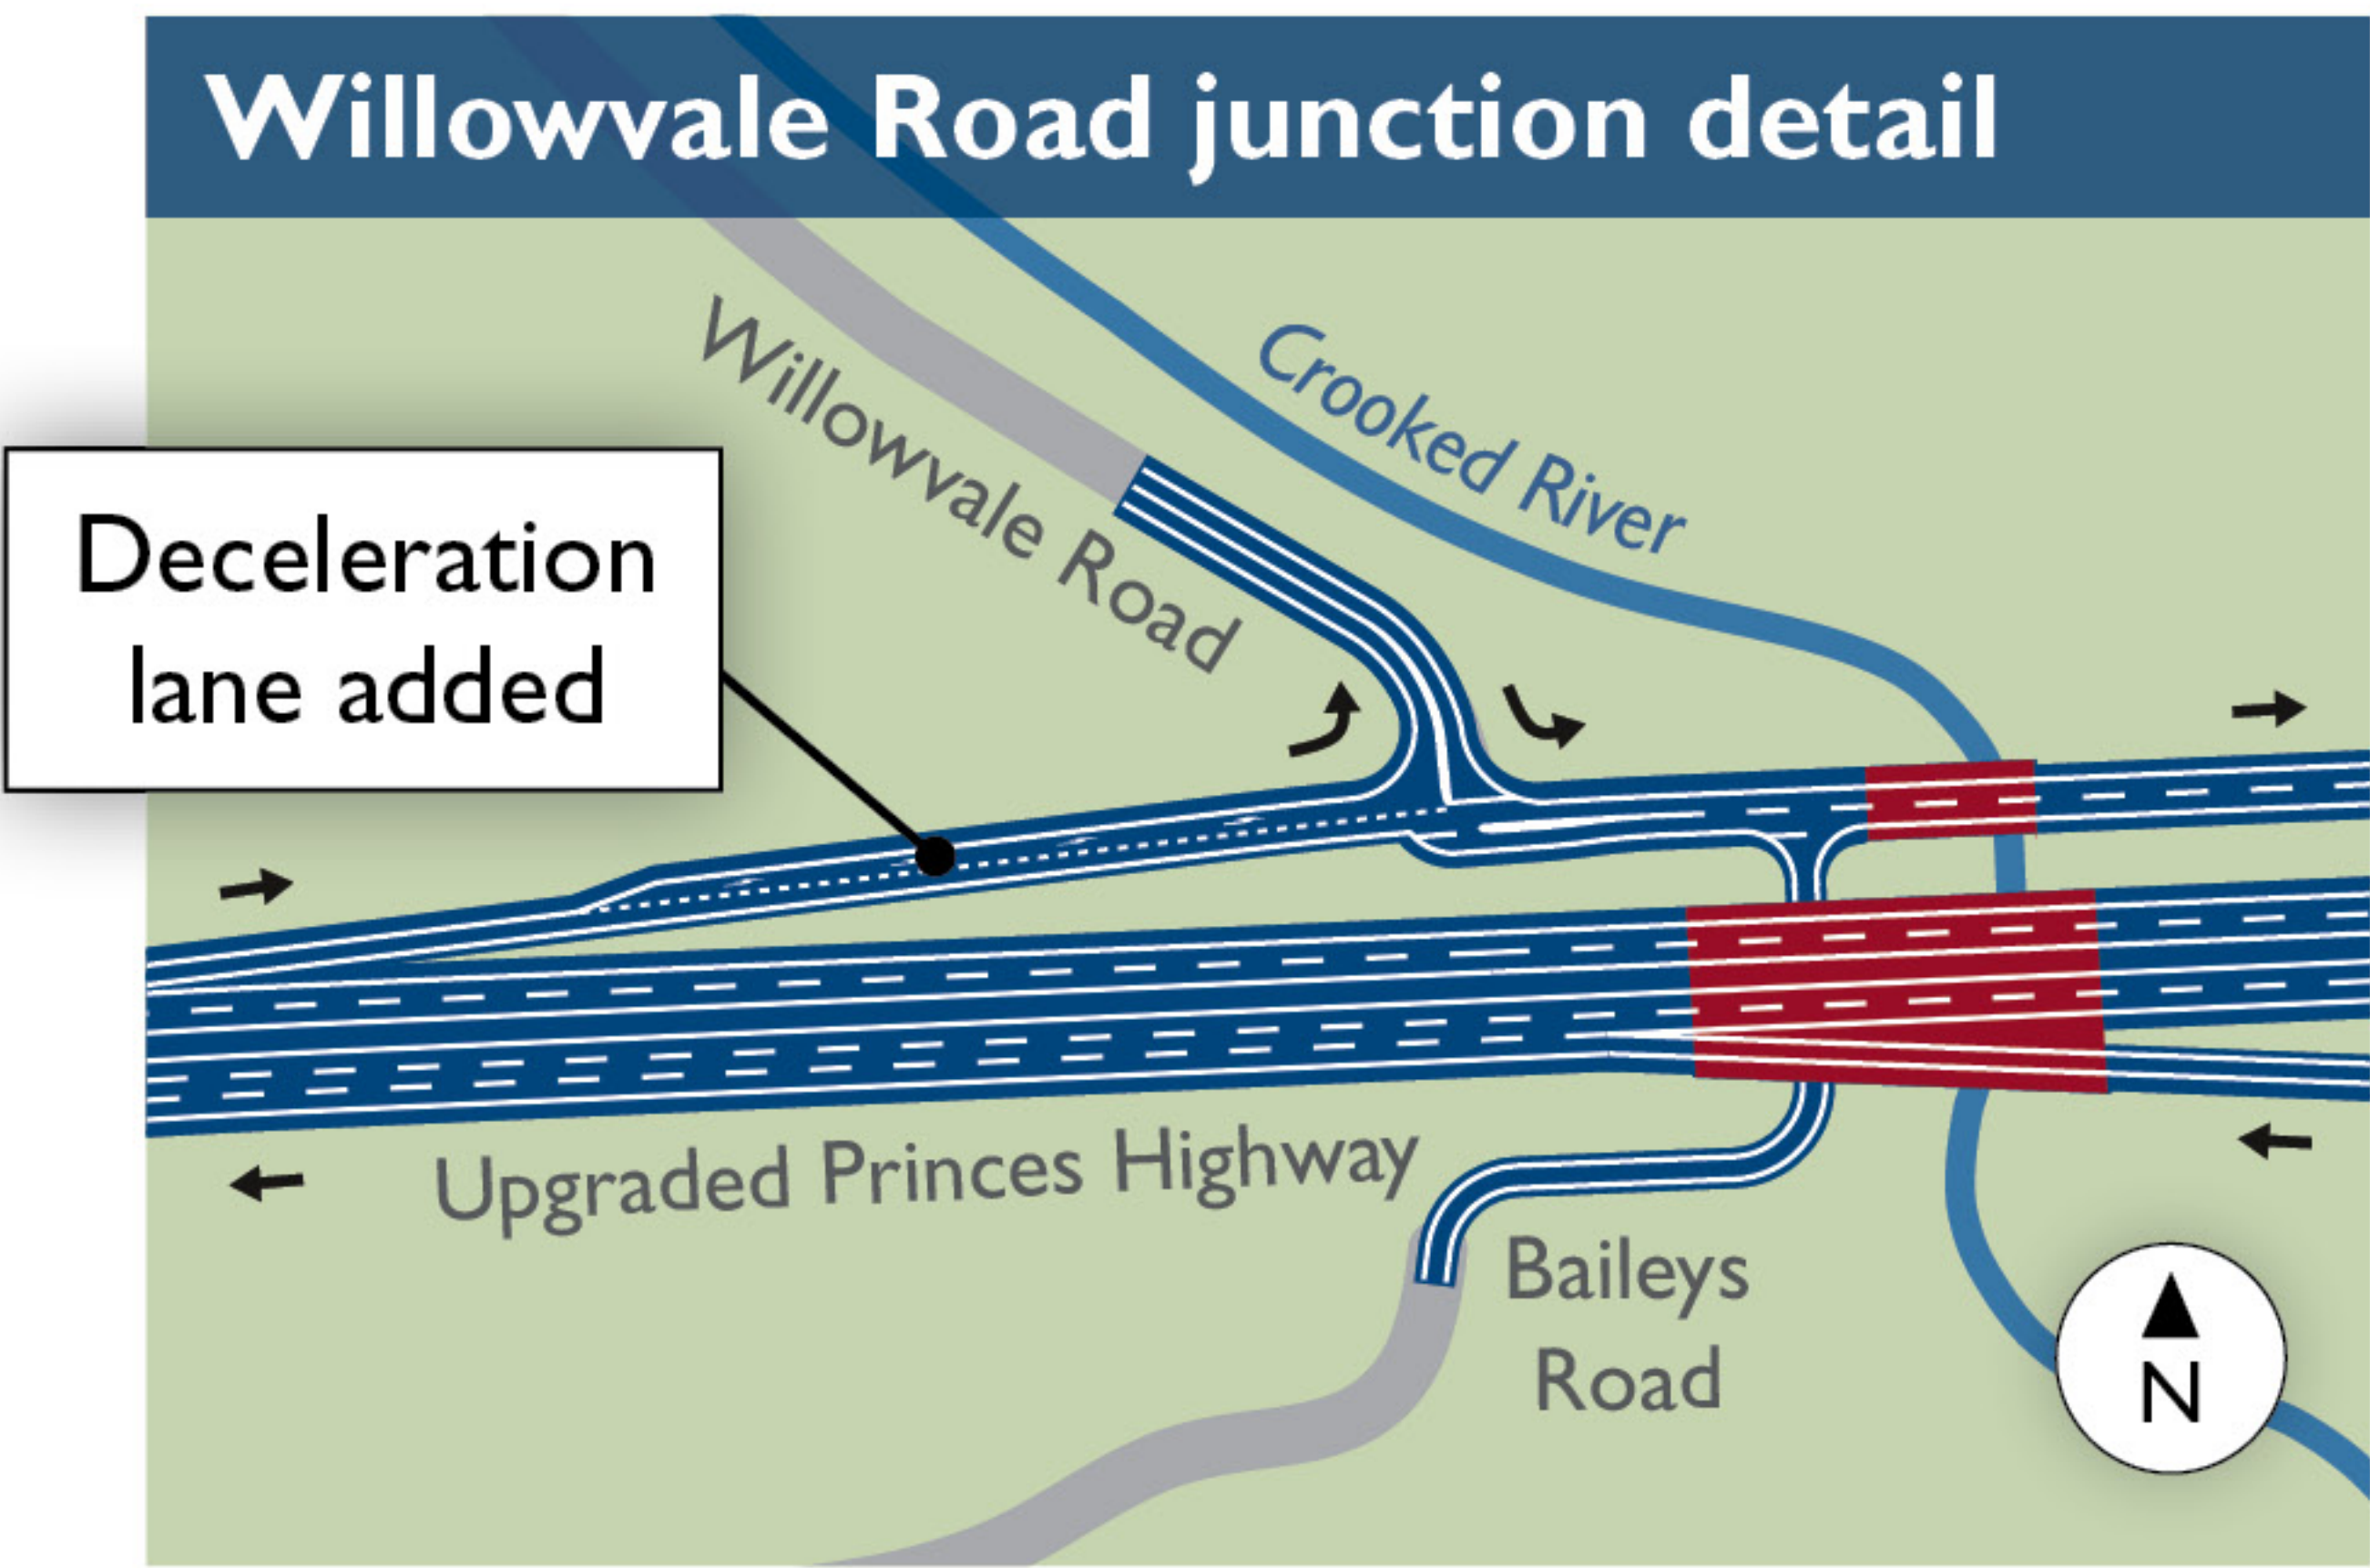 Willowvale Road junction detail
Willowvale Road
Crooked River
Deceleration
lane added
Upgraded Princes Highway
Baileys
Road
N